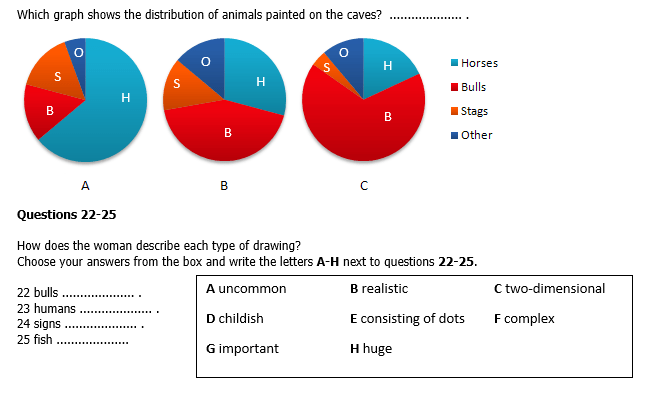 Which graph shows the distribution of animals painted on the caves? .................... .
O
S
B
H
O
S
H
B
O
S
H
B
Horses
Bulls
Stags
Other
A
B
C
Questions 22-25
How does the woman describe each type of drawing?
Choose your answers from the box and write the letters A-H next to questions 22-25.
22 bulls .................... .
23 humans .................... .
24 signs .................... .
25 fish ....................
A uncommon B realistic C two-dimensional
D childish E consisting of dots F complex
G important H huge